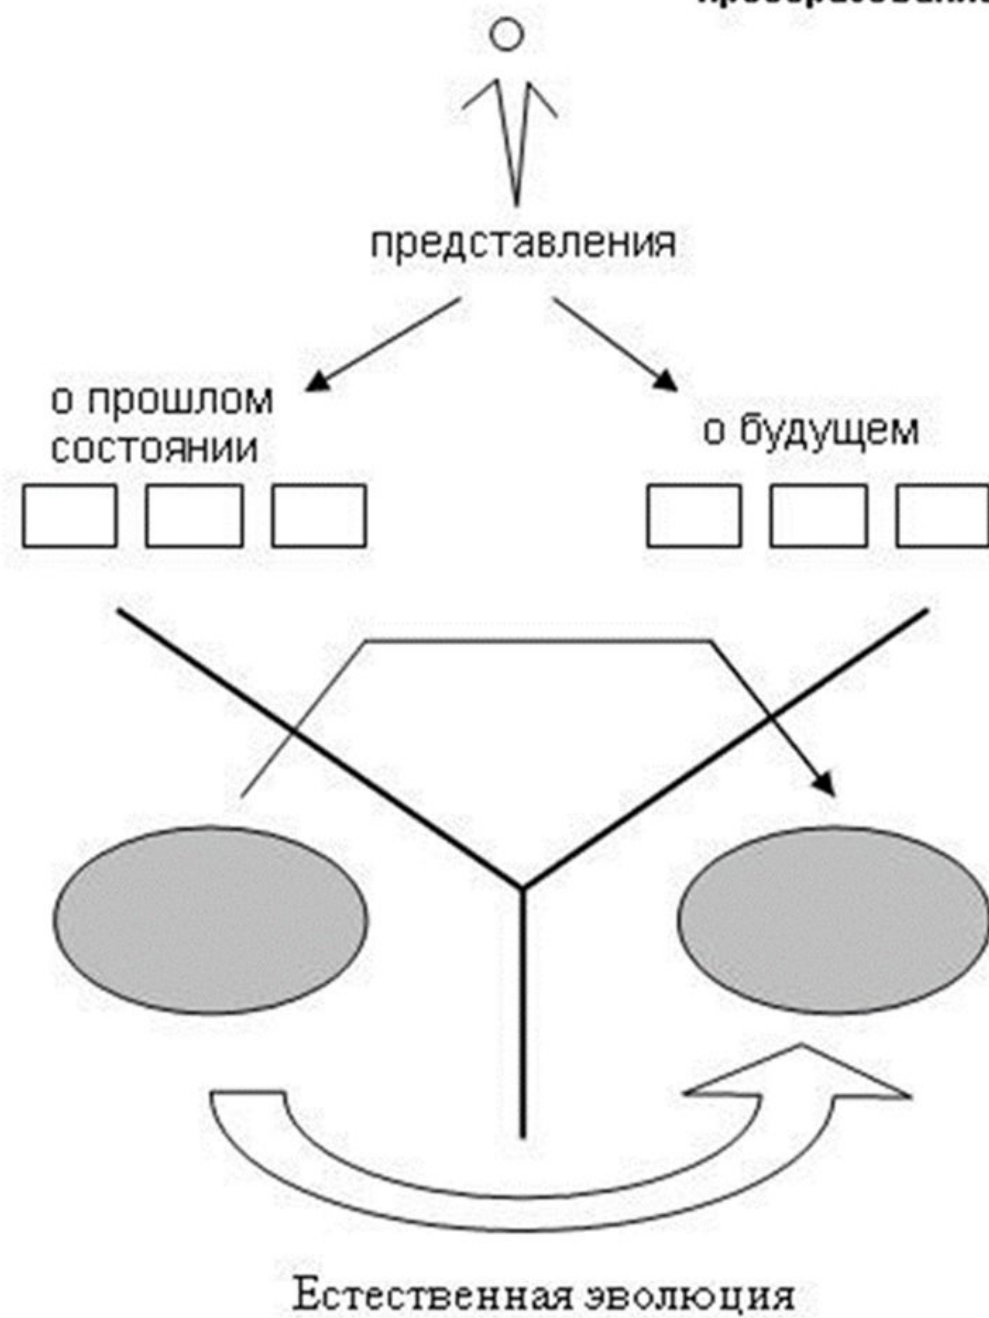 представления
о прошлом
состоянии
о будущем
Естественная эволюция